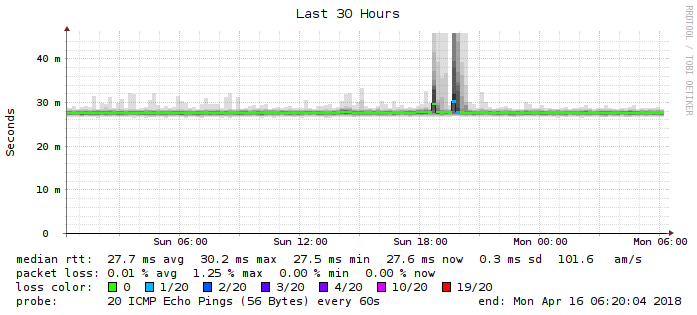 Last 30 Hours
RRDTOOL / TOBI OETIKER
Seconds
40 m
30 m
20 m
10 m
0
Sun 06:00 Sun 12:00 Sun 18:00 Mon 00:00 Mon 06:00
median rtt: 27.7 ms avg 30.2 ms max 27.5 ms min 27.6 ms now 0.3 ms sd 101.6 am/s
packet loss: 0.01 % avg 1.25 % max 0.00 % min 0.00 % now
loss color: 0 1/20 2/20 3/20 4/20 10/20 19/20
probe: 20 ICMP Echo Pings (56 Bytes) every 60s end: Mon Apr 16 06:20:04 2018